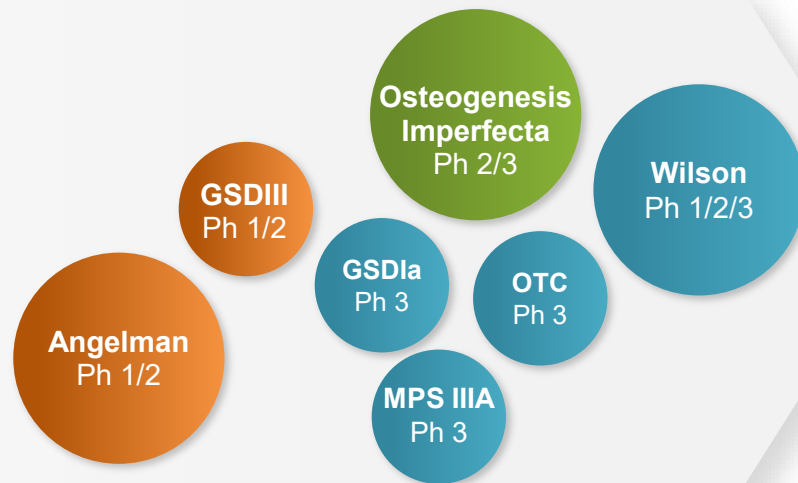 Osteogenesis
Imperfecta
Ph 2/3
Wilson
Ph 1/2/3
GSDIII
Ph 1/2
GSDIa
Ph 3
OTC
Ph 3
Angelman
Ph 1/2
MPS IIIA
Ph 3